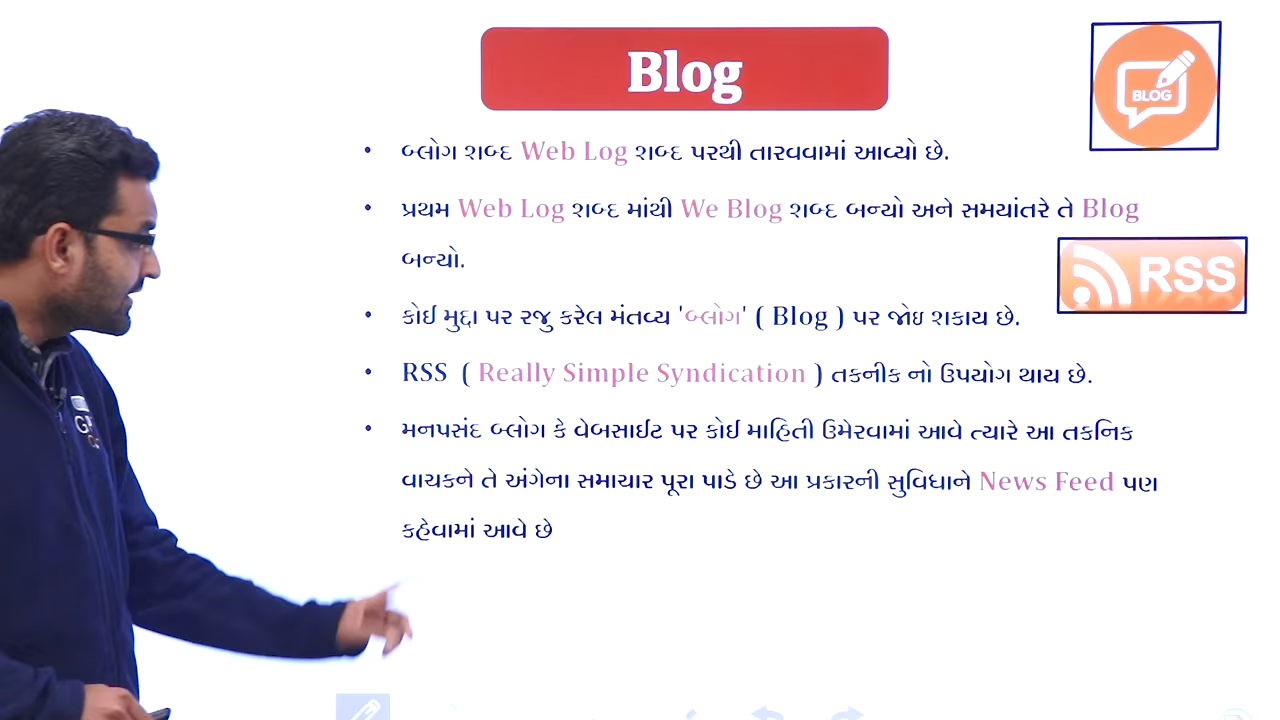 Blog
BLOG
• બ્લોગ શબ્દ Web Log શબ્દ પરથી તારવવામાં આવ્યો છે.
• પ્રથમ Web Log શબ્દ માંથી We Blog શબ્દ બન્યો અને સમયાંતરે તે Blog
બન્યો.
RSS
• કોઈ મુદ્દા પર રજુ કરેલ મંતવ્ય 'બ્લોગ' ( Blog ) પર જોઇ શકાય છે.
• RSS ( Really Simple Syndication ) તકનીક નો ઉપયોગ થાય છે.
• મનપસંદ બ્લોગ કે વેબસાઈટ પર કોઈ માહિતી ઉમેરવામાં આવે ત્યારે આ તકનિક
વાચકને તે અંગેના સમાચાર પૂરા પાડે છે આ પ્રકારની સુવિધાને News Feed પણ
કહેવામાં આવે છે